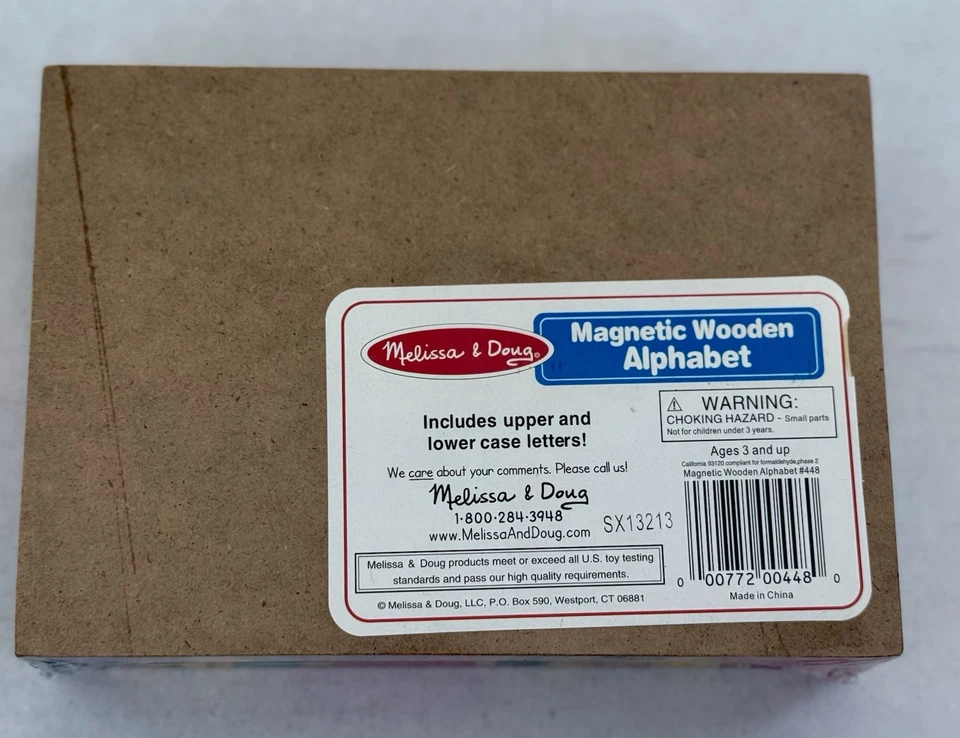 Melissa & Doug®
Magnetic Wooden
Alphabet
Includes upper and
lower case letters!
We care about your comments. Please call us!
Melissa & Doug
1-800-284-3948
www.MelissaAndDoug.com
SX13213
Melissa & Doug products meet or exceed all U.S. toy testing
standards and pass our high quality requirements.
© Melissa & Doug, LLC, P.O. Box 590, Westport, CT 06881
WARNING:
CHOKING HAZARD - Small parts
Not for children under 3 years.
Ages 3 and up
California 93120 compliant for formaldehyde,phase 2
Magnetic Wooden Alphabet #448
0 00772 00448 0
Made in China